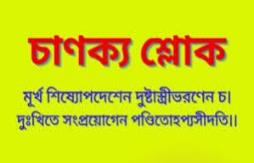 চাণক্য শ্লোক
মূর্খ শিষ্যোপদেশেন দুষ্টাস্ত্রীভরণেন চ।
দুঃখিতে সংপ্রয়োগেন পণ্ডিতোহপ্যসীদতি।।